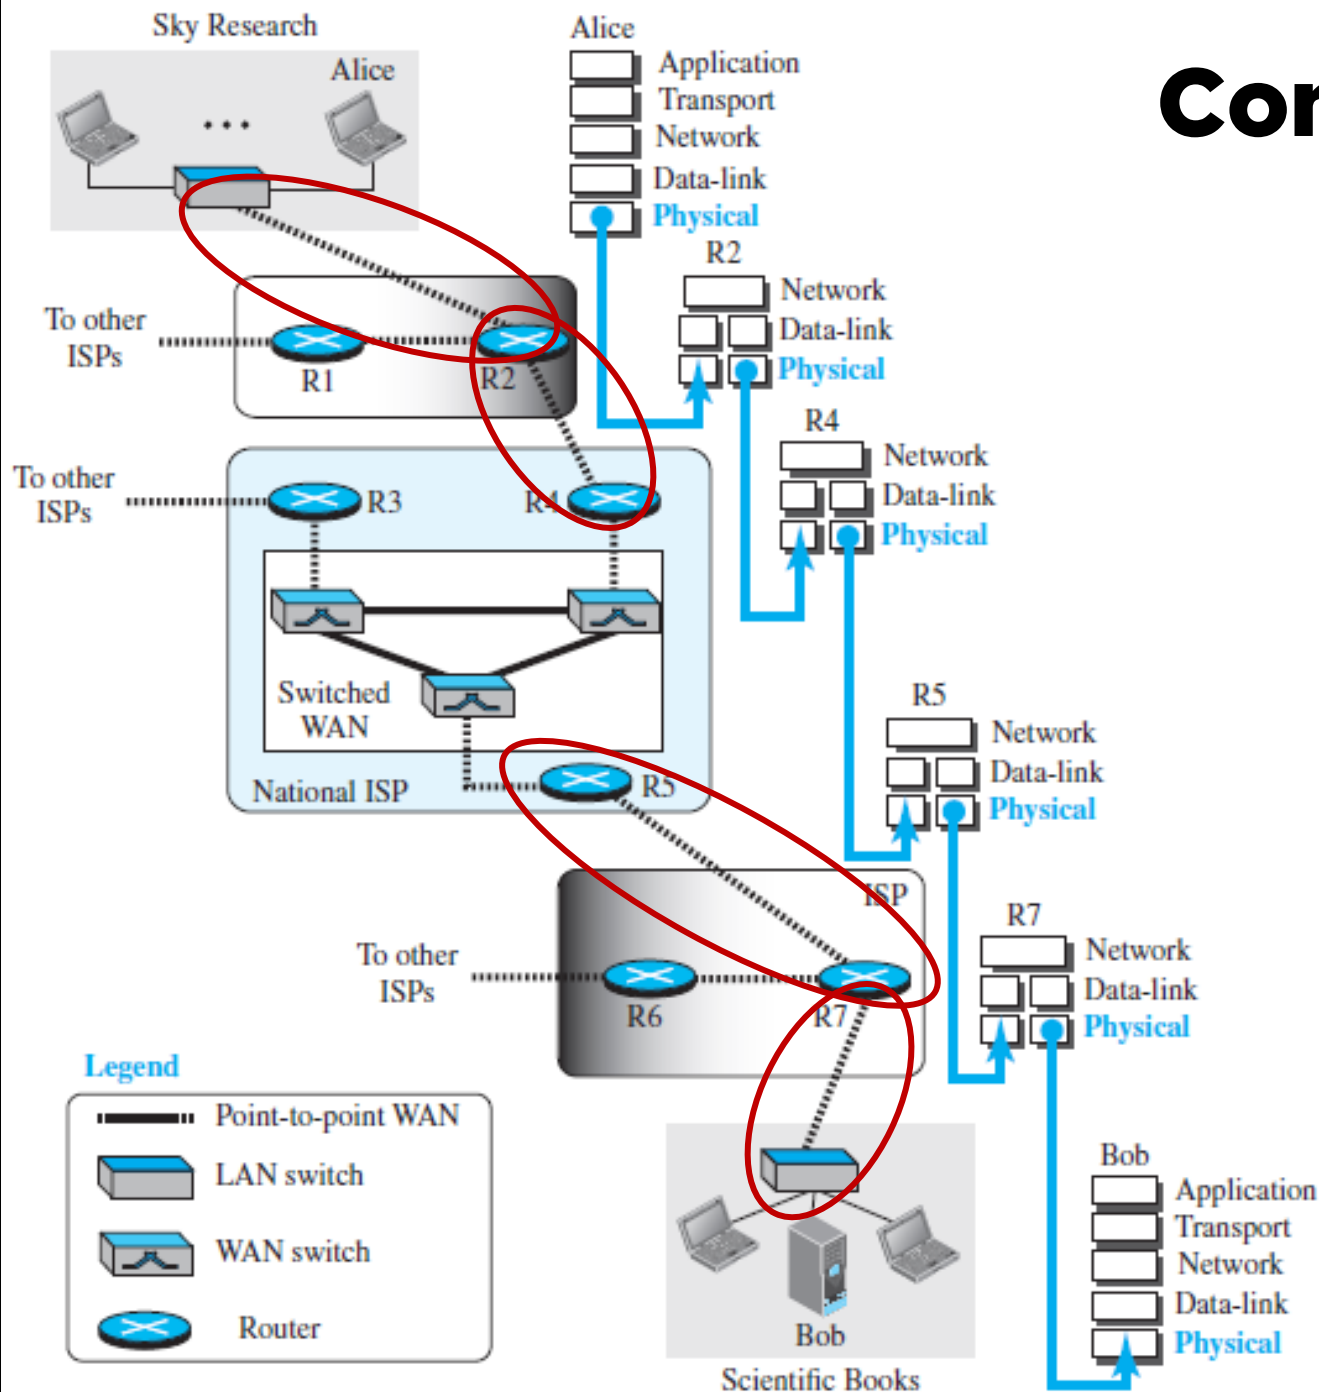 Sky Research
Alice
To other
ISPs
R1
R2
To other
ISPs
R3
R4
Switched
WAN
National ISP
R5
ISP
To other
ISPs
R6
R7
Bob
Scientific Books
Legend
Point-to-point WAN
LAN switch
WAN switch
Router
Alice
Application
Transport
Network
Data-link
Physical
R2
Network
Data-link
Physical
R4
Network
Data-link
Physical
R5
Network
Data-link
Physical
R7
Network
Data-link
Physical
Bob
Application
Transport
Network
Data-link
Physical